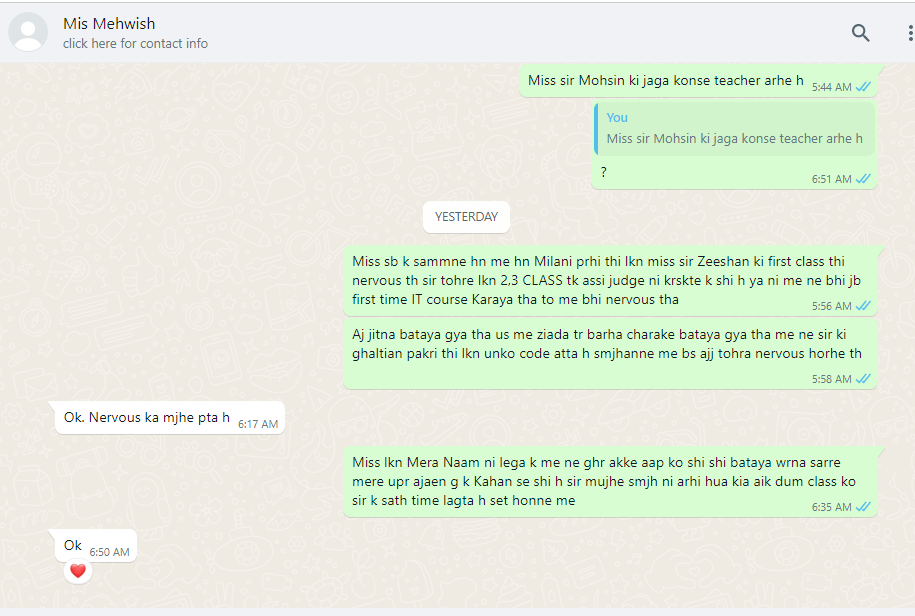 Mis Mehwish
click here for contact info
Miss sir Mohsin ki jaga konse teacher arhe h
5:44 AM
You
Miss sir Mohsin ki jaga konse teacher arhe h
?
6:51 AM
YESTERDAY
Miss sb k sammne hn me hn Milani prhi thi lkn miss sir Zeeshan ki first class thi
nervous th sir tohre lkn 2,3 CLASS tk assi judge ni krskte k shi h ya ni me ne bhi jb
first time IT course Karaya tha to me bhi nervous tha
5:56 AM
Aj jitna bataya gya tha us me ziada tr barha charake bataya gya tha me ne sir ki
ghaltian pakri thi lkn unko code atta h smjhanne me bs ajj tohra nervous horhe th
5:58 AM
Ok. Nervous ka mjhe pta h
6:17 AM
Miss lkn Mera Naam ni lega k me ne ghr akke aap ko shi shi bataya wrna sarre
mere upr ajaen g k Kahan se shi h sir mujhe smjh ni arhi hua kia aik dum class ko
sir k sath time lagta h set honne me
6:35 AM
Ok
6:50 AM